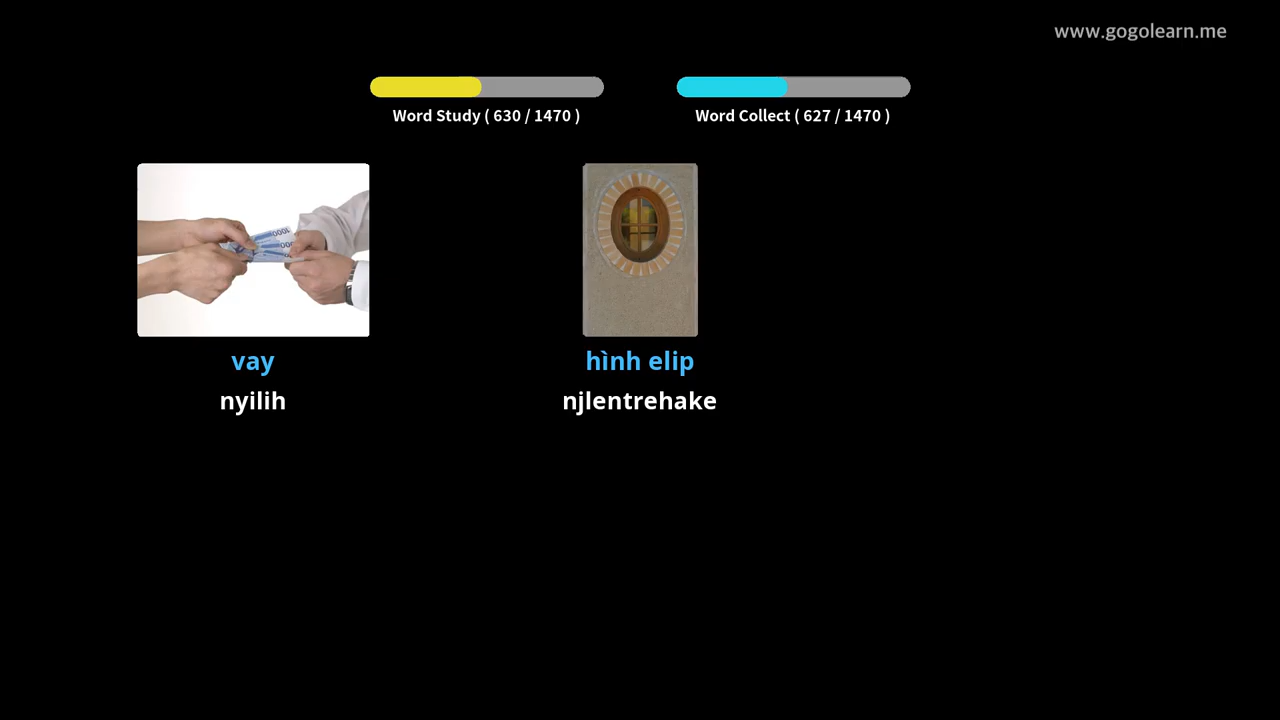 www.gogolearn.me
Word Study ( 630 / 1470 )
Word Collect ( 627 / 1470 )
vay
hình elip
nyilih
njlentrehake